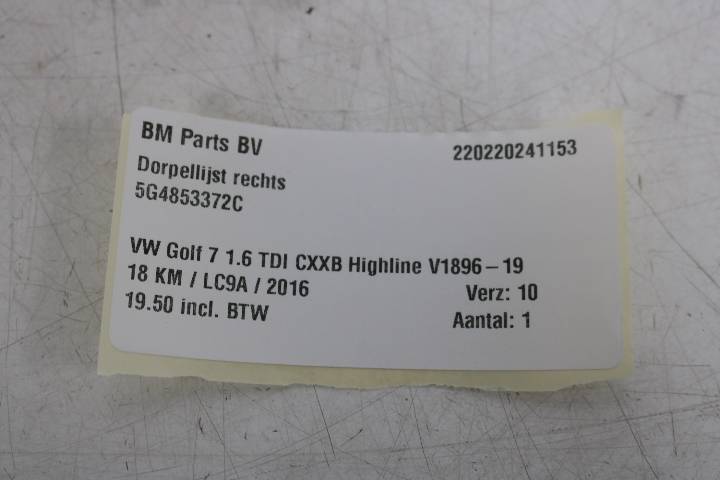 BM Parts BV 220220241153
Dorpellijst rechts
5G4853372C
VW Golf 7 1.6 TDI CXXB Highline V1896-19
18 KM / LC9A / 2016 Verz: 10
19.50 incl. BTW Aantal: 1